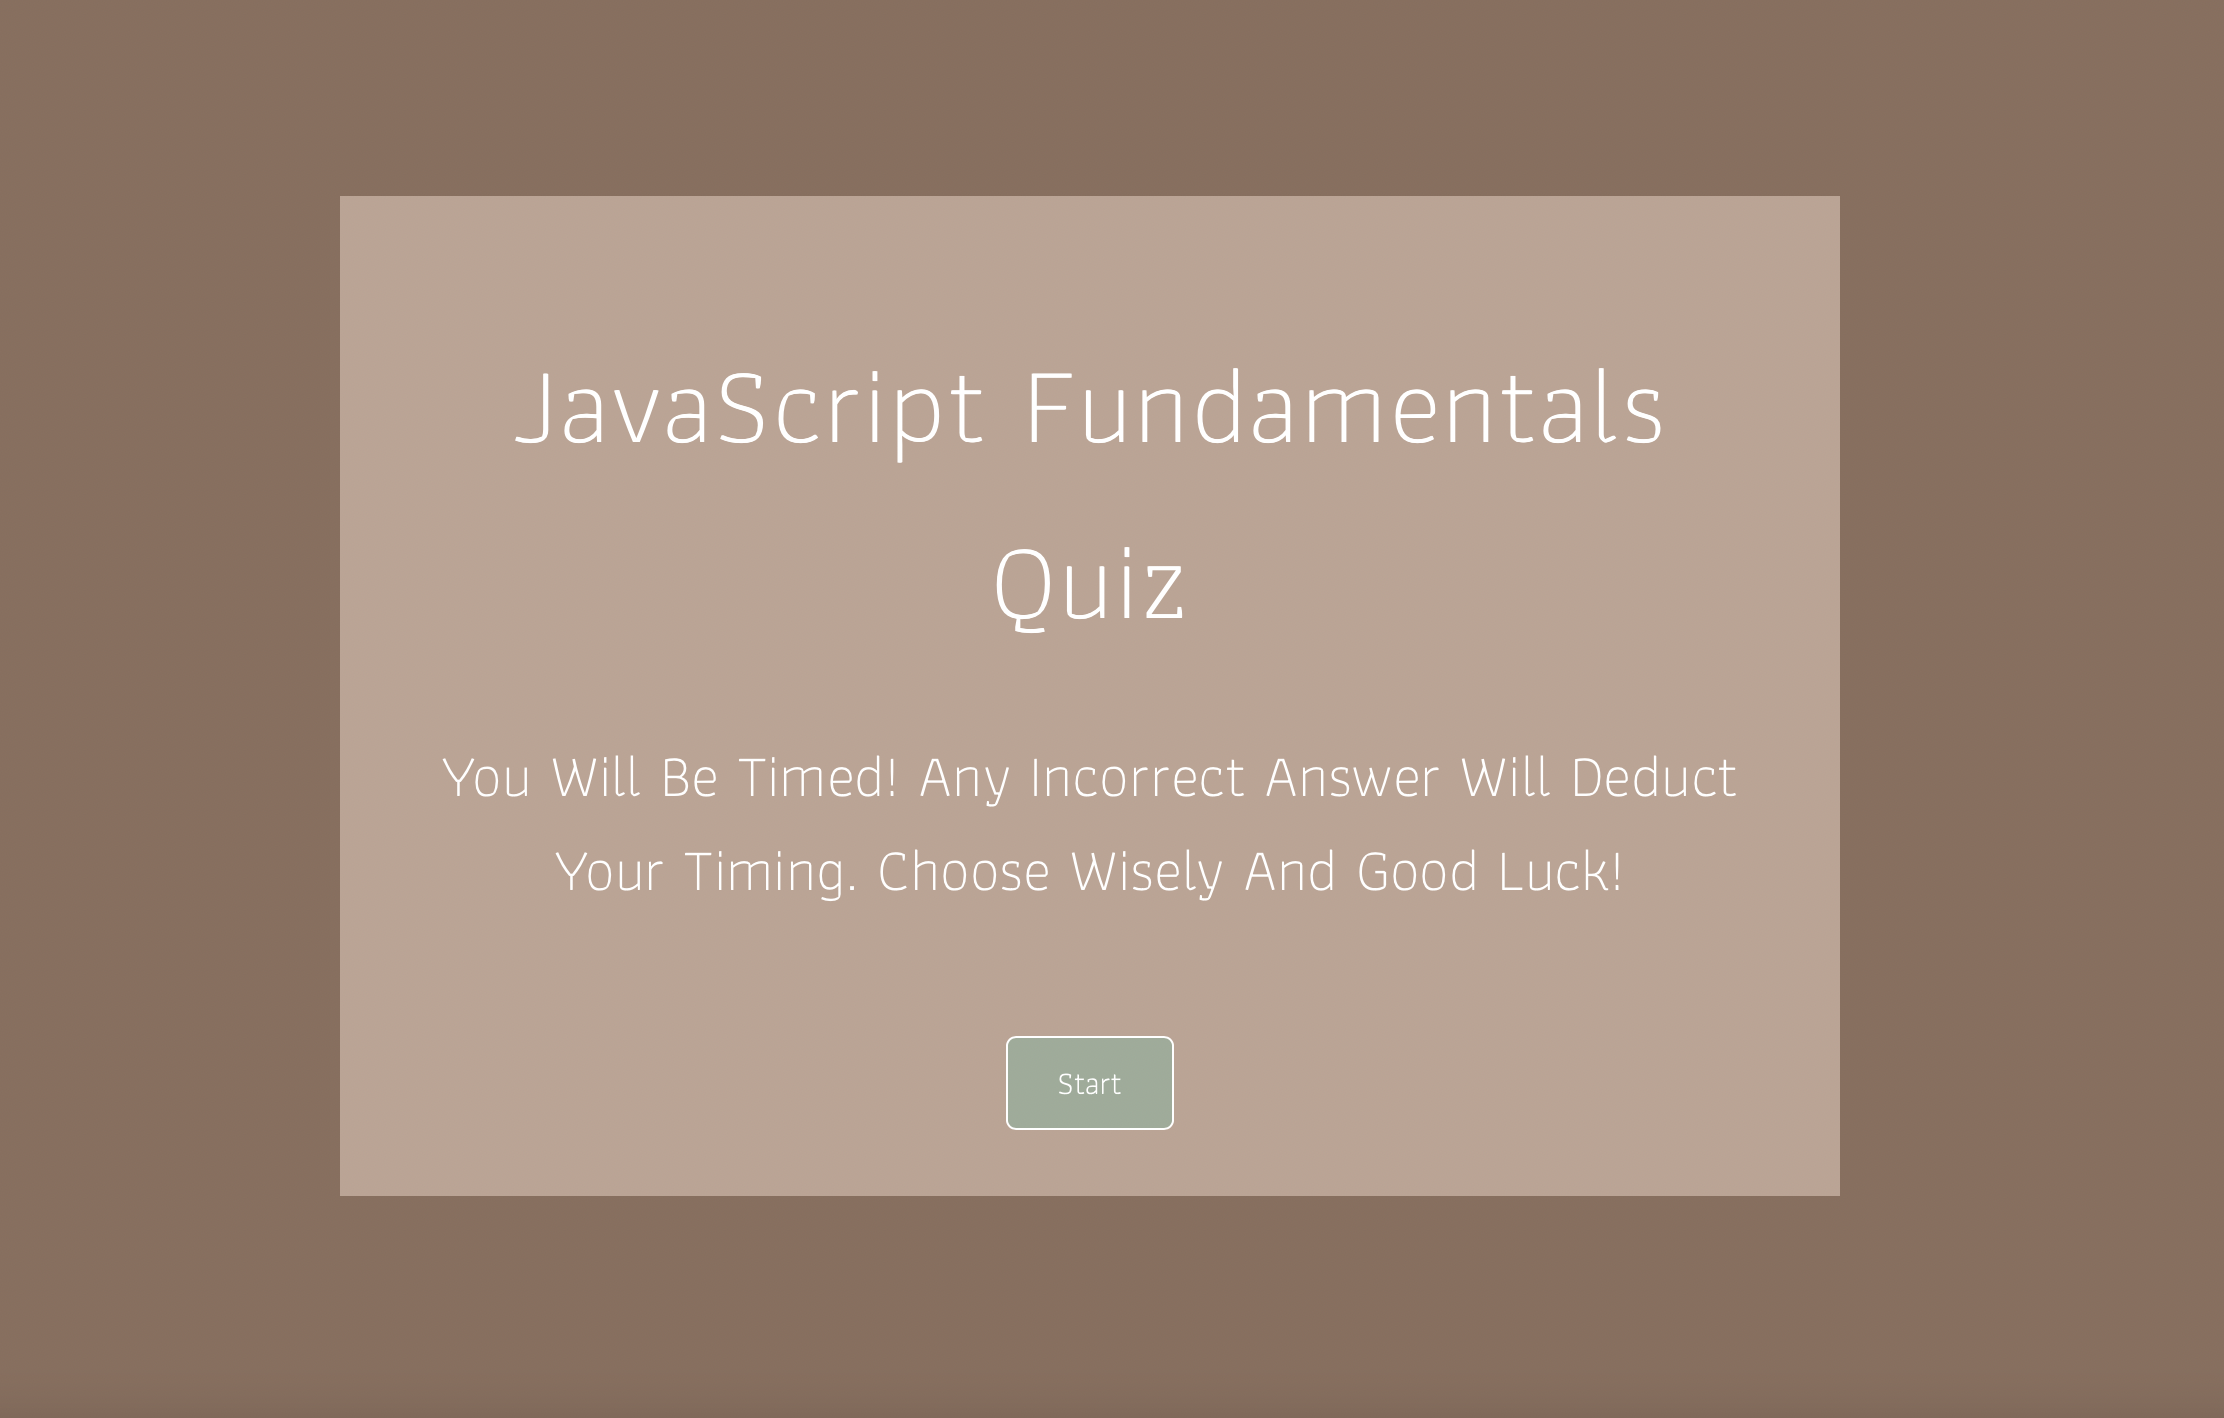 JavaScript Fundamentals
Quiz
You Will Be Timed! Any Incorrect Answer Will Deduct
Your Timing. Choose Wisely And Good Luck!
Start